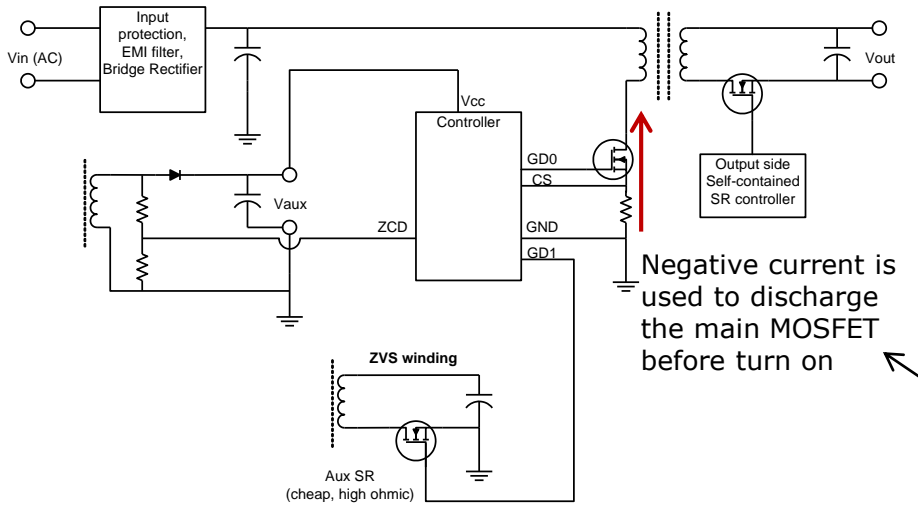 Input
protection,
EMI filter,
Bridge Rectifier
Vin (AC)
Vout
Vcc
Controller
GD0
CS
Output side
Self-contained
SR controller
Vaux
ZCD
GND
GD1
Negative current is
used to discharge
the main MOSFET
before turn on
ZVS winding
Aux SR
(cheap, high ohmic)